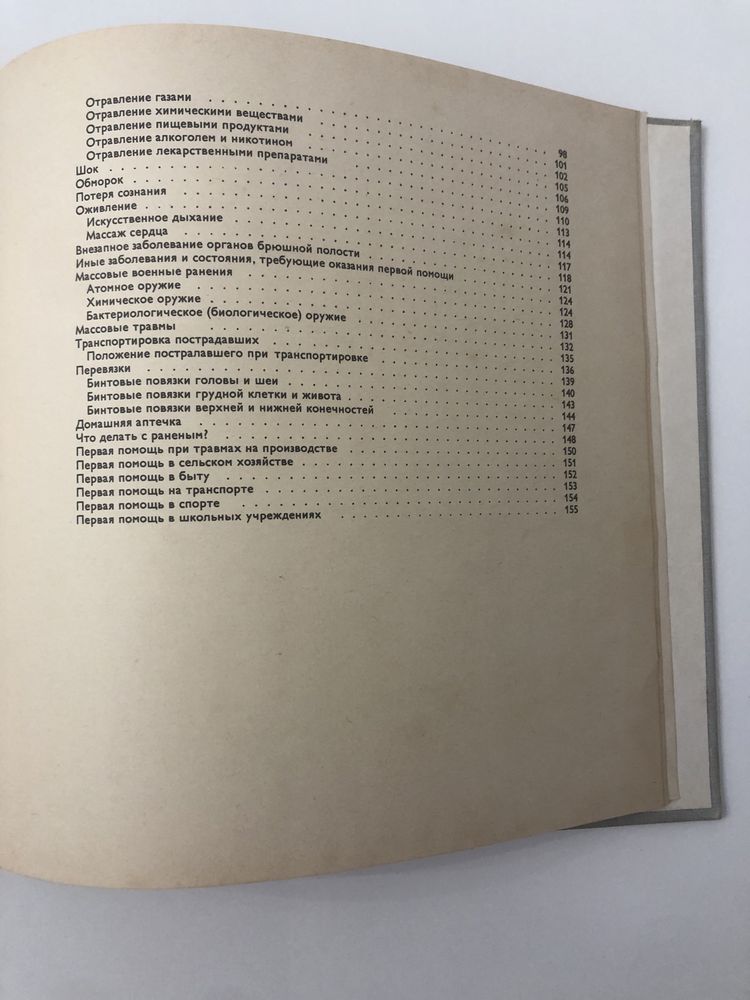 Отравление газами . . . . . . . . . . . . . . . . . . . . 98
Отравление химическими веществами . . . . . . . . . . . . 101
Отравление пищевыми продуктами . . . . . . . . . . . . . 102
Отравление алкоголем и никотином . . . . . . . . . . . . 105
Отравление лекарственными препаратами . . . . . . . . . . 106
Шок . . . . . . . . . . . . . . . . . . . . . . . . . . 109
Обморок . . . . . . . . . . . . . . . . . . . . . . . . 110
Потеря сознания . . . . . . . . . . . . . . . . . . . . 113
Оживление . . . . . . . . . . . . . . . . . . . . . . . 114
Искусственное дыхание . . . . . . . . . . . . . . . . . 114
Массаж сердца . . . . . . . . . . . . . . . . . . . . . 117
Внезапное заболевание органов брюшной полости . . . . . . 118
Иные заболевания и состояния, требующие оказания первой помощи . . . . 121
Массовые военные ранения . . . . . . . . . . . . . . . . 124
Атомное оружие . . . . . . . . . . . . . . . . . . . . . 124
Химическое оружие . . . . . . . . . . . . . . . . . . . 128
Бактериологическое (биологическое) оружие . . . . . . . . 131
Массовые травмы . . . . . . . . . . . . . . . . . . . . 132
Транспортировка пострадавших . . . . . . . . . . . . . . 135
Положение постралавшего при транспортировке . . . . . . . 136
Перевязки . . . . . . . . . . . . . . . . . . . . . . . 139
Бинтовые повязки головы и шеи . . . . . . . . . . . . . 140
Бинтовые повязки грудной клетки и живота . . . . . . . . 143
Бинтовые повязки верхней и нижней конечностей . . . . . . 144
Домашняя аптечка . . . . . . . . . . . . . . . . . . . . 147
Что делать с раненым? . . . . . . . . . . . . . . . . . 148
Первая помощь при травмах на производстве . . . . . . . . 150
Первая помощь в сельском хозяйстве . . . . . . . . . . . 151
Первая помощь в быту . . . . . . . . . . . . . . . . . . 152
Первая помощь на транспорте . . . . . . . . . . . . . . 153
Первая помощь в спорте . . . . . . . . . . . . . . . . . 154
Первая помощь в школьных учреждениях . . . . . . . . . . 155